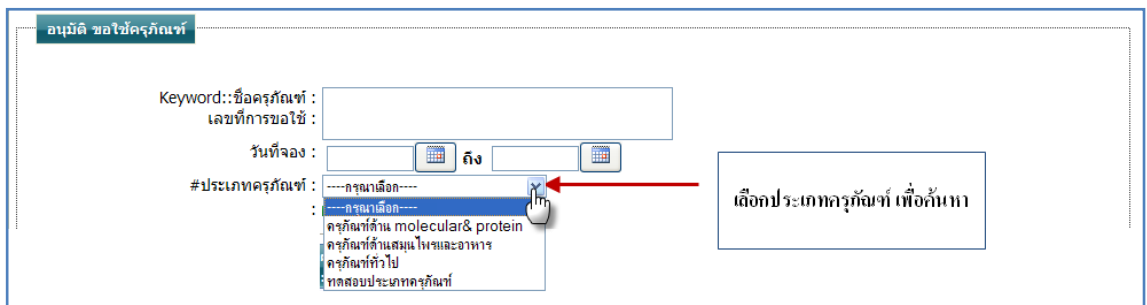 อนุมัติ ขอใช้ครุภัณฑ์
Keyword::ชื่อครุภัณฑ์ :
เลขที่การขอใช้ :
วันที่จอง : ถึง
#ประเภทครุภัณฑ์ : ----กรุณาเลือก----
เลือกประเภทครุภัณฑ์ เพื่อค้นหา
: ----กรุณาเลือก----
ครุภัณฑ์ด้าน molecular& protein
ครุภัณฑ์ด้านสมุนไพรและอาหาร
ครุภัณฑ์ทั่วไป
ทดสอบประเภทครุภัณฑ์